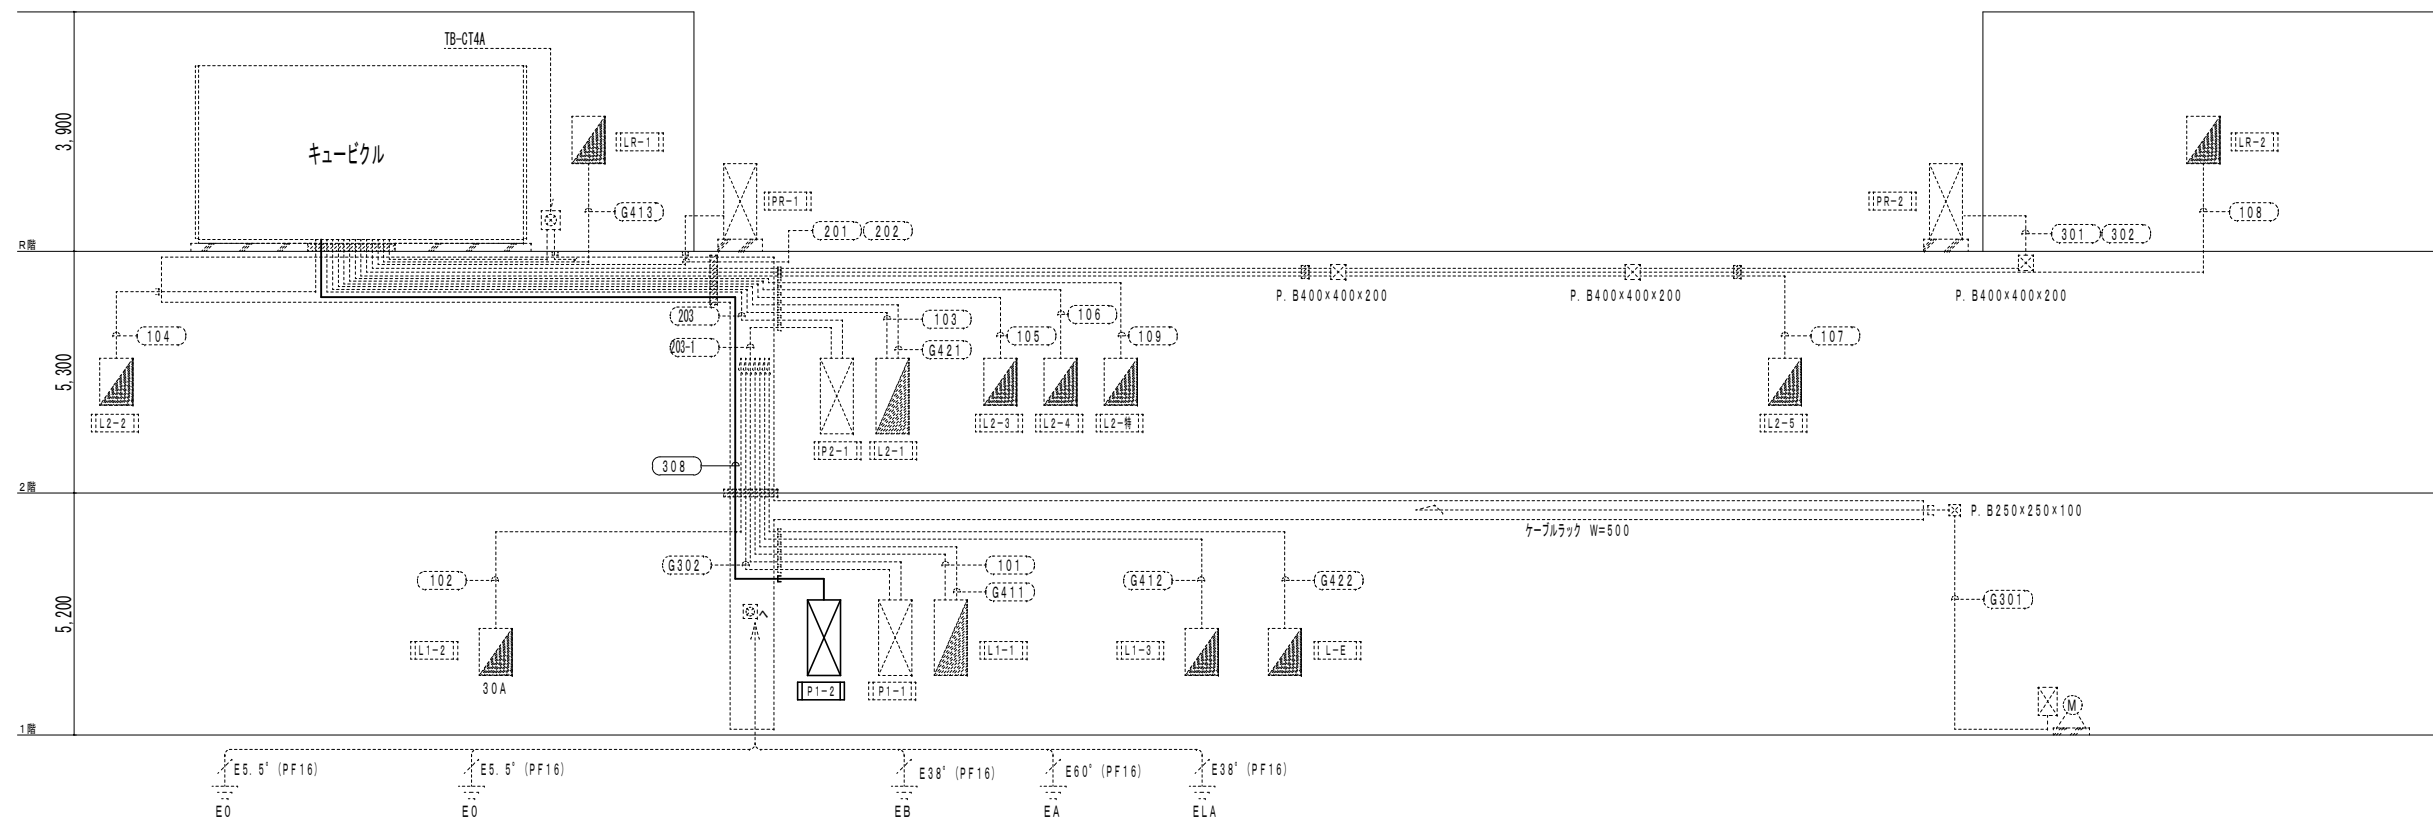 TB-CT4A
3,900
キュービクル
LR-1
LR-2
PR-1
PR-2
G413
108
201 202
301 302
R階
P.B400×400×200
P.B400×400×200
P.B400×400×200
203
103
106
104
203-1
G421
105
109
107
5,300
L2-2
L2-3
L2-4
L2-特
L2-5
P2-1
L2-1
308
2階
P.B250×250×100
ケーブルラック W=500
G302
101
102
G412
G422
G411
G301
5,200
へ
L1-2
L1-1
L1-3
L-E
30A
P1-2
P1-1
M
1階
E5.5° (PF16)
E5.5° (PF16)
E38° (PF16)
E60° (PF16)
E38° (PF16)
EO
EO
EB
EA
ELA